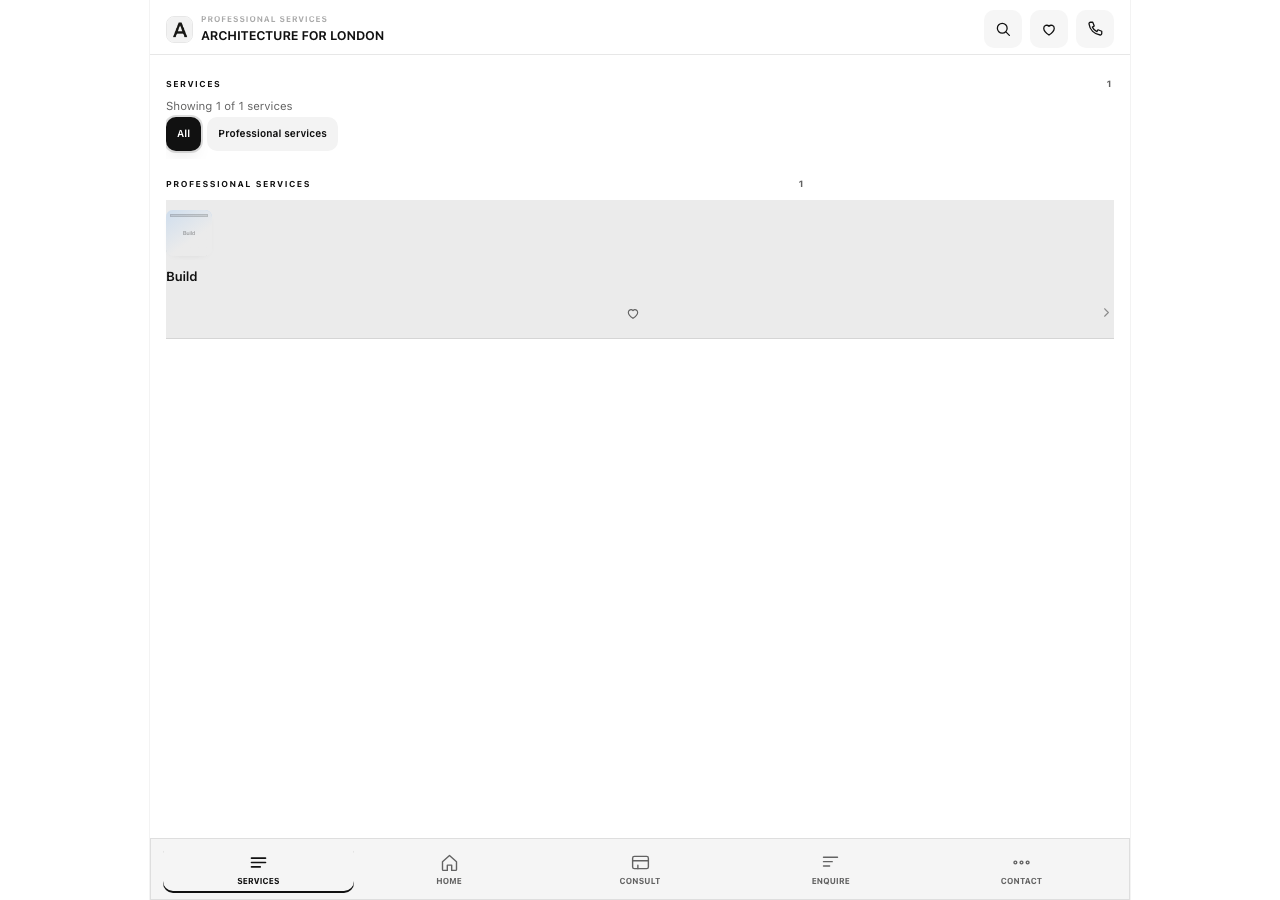 A
PROFESSIONAL SERVICES
ARCHITECTURE FOR LONDON
SERVICES 1
Showing 1 of 1 services
All
Professional services
PROFESSIONAL SERVICES 1
Build
Build
SERVICES
HOME
CONSULT
ENQUIRE
CONTACT